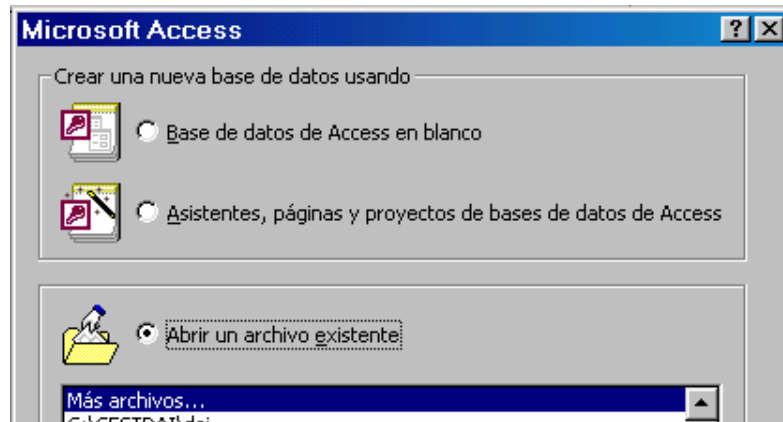 Microsoft Access
Crear una nueva base de datos usando
Base de datos de Access en blanco
Asistentes, páginas y proyectos de bases de datos de Access
Abrir un archivo existente
Más archivos...